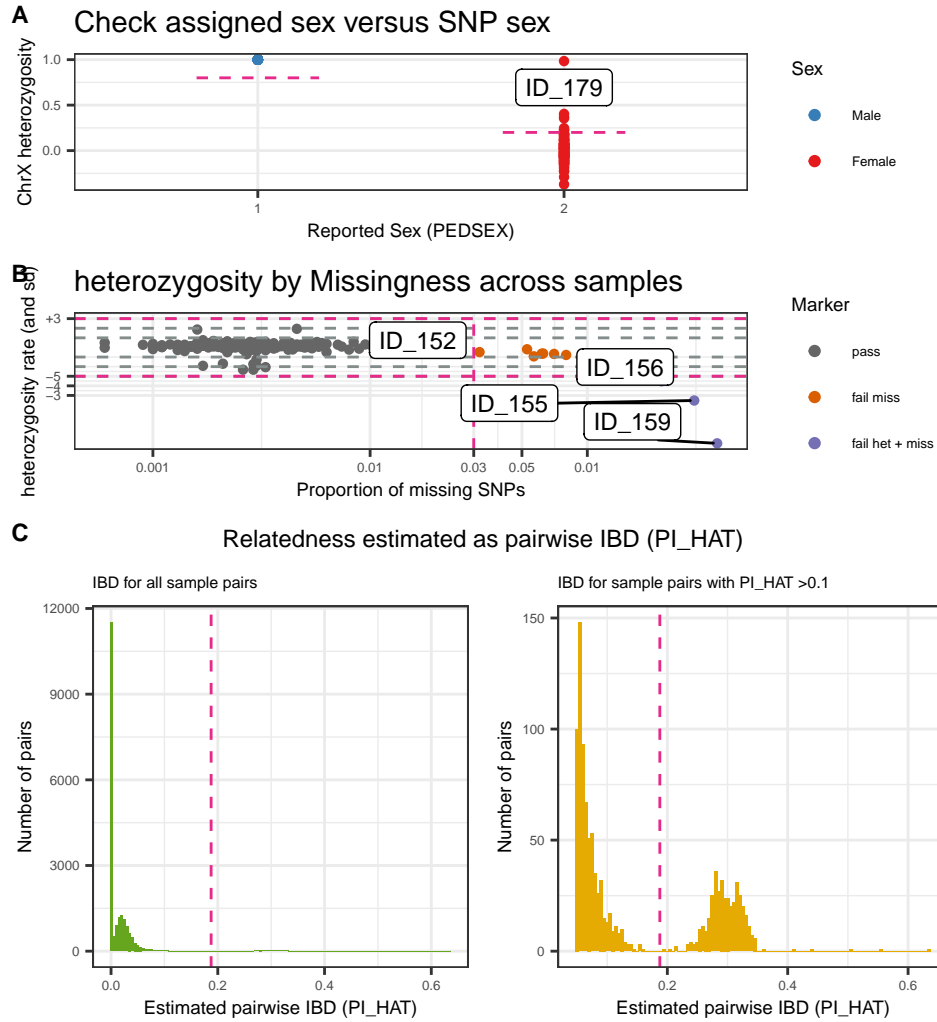 A
Check assigned sex versus SNP sex
ChrX heterozygosity
1.0
0.5
0.0
ID_179
1
2
Reported Sex (PEDSEX)
Sex
Male
Female
B
heterozygosity by Missingness across samples
heterozygosity rate (and sd)
+3
−5
−4
−3
ID_152
ID_156
ID_155
ID_159
0.001
0.01
0.03
0.05
0.01
Proportion of missing SNPs
Marker
pass
fail miss
fail het + miss
C
Relatedness estimated as pairwise IBD (PI_HAT)
IBD for all sample pairs
Number of pairs
12000
9000
6000
3000
0
0.0
0.2
0.4
0.6
Estimated pairwise IBD (PI_HAT)
IBD for sample pairs with PI_HAT >0.1
Number of pairs
150
100
50
0
0.2
0.4
0.6
Estimated pairwise IBD (PI_HAT)